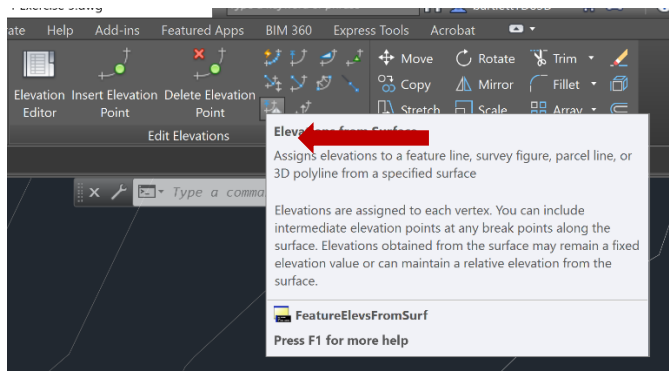 Exercise 3.dwg
ate Help Add-ins Featured Apps BIM 360 Express Tools Acrobat
Move Rotate Trim
Elevation Editor
Insert Elevation Point
Delete Elevation Point
Copy Mirror Fillet
Stretch Scale Array
Edit Elevations
Elevations from Surface
Assigns elevations to a feature line, survey figure, parcel line, or
3D polyline from a specified surface
Type a comma
Elevations are assigned to each vertex. You can include
intermediate elevation points at any break points along the
surface. Elevations obtained from the surface may remain a fixed
elevation value or can maintain a relative elevation from the
surface.
FeatureElevsFromSurf
Press F1 for more help